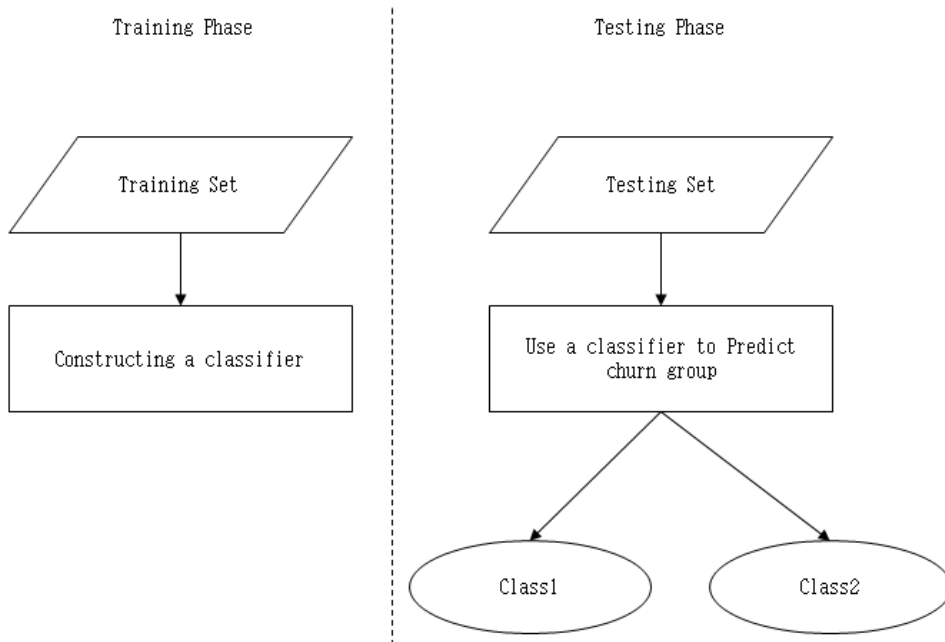 Training Phase
Testing Phase
Training Set
Testing Set
Constructing a classifier
Use a classifier to Predict
churn group
Class1
Class2